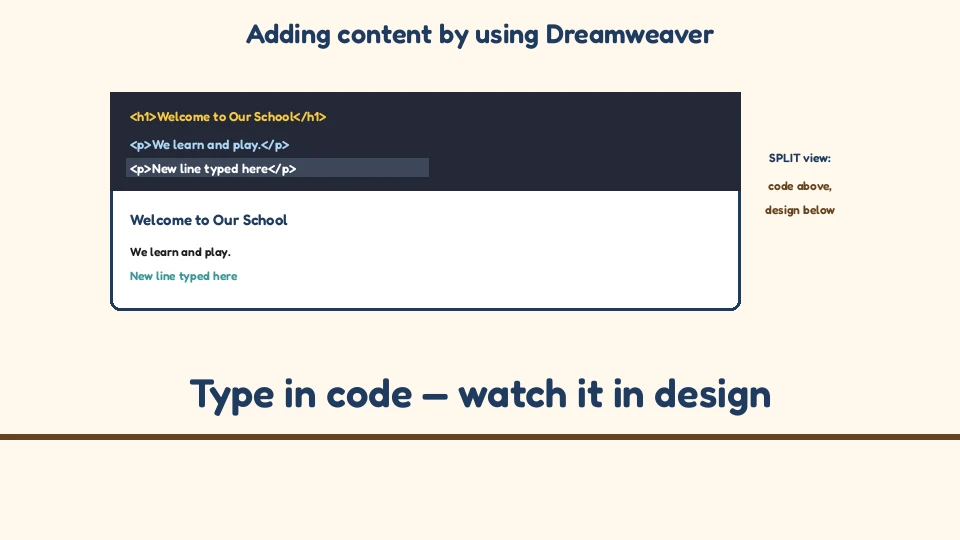 Adding content by using Dreamweaver
<h1>Welcome to Our School</h1>
<p>We learn and play.</p>
<p>New line typed here</p>
SPLIT view:
code above,
design below
Welcome to Our School
We learn and play.
New line typed here
Type in code — watch it in design